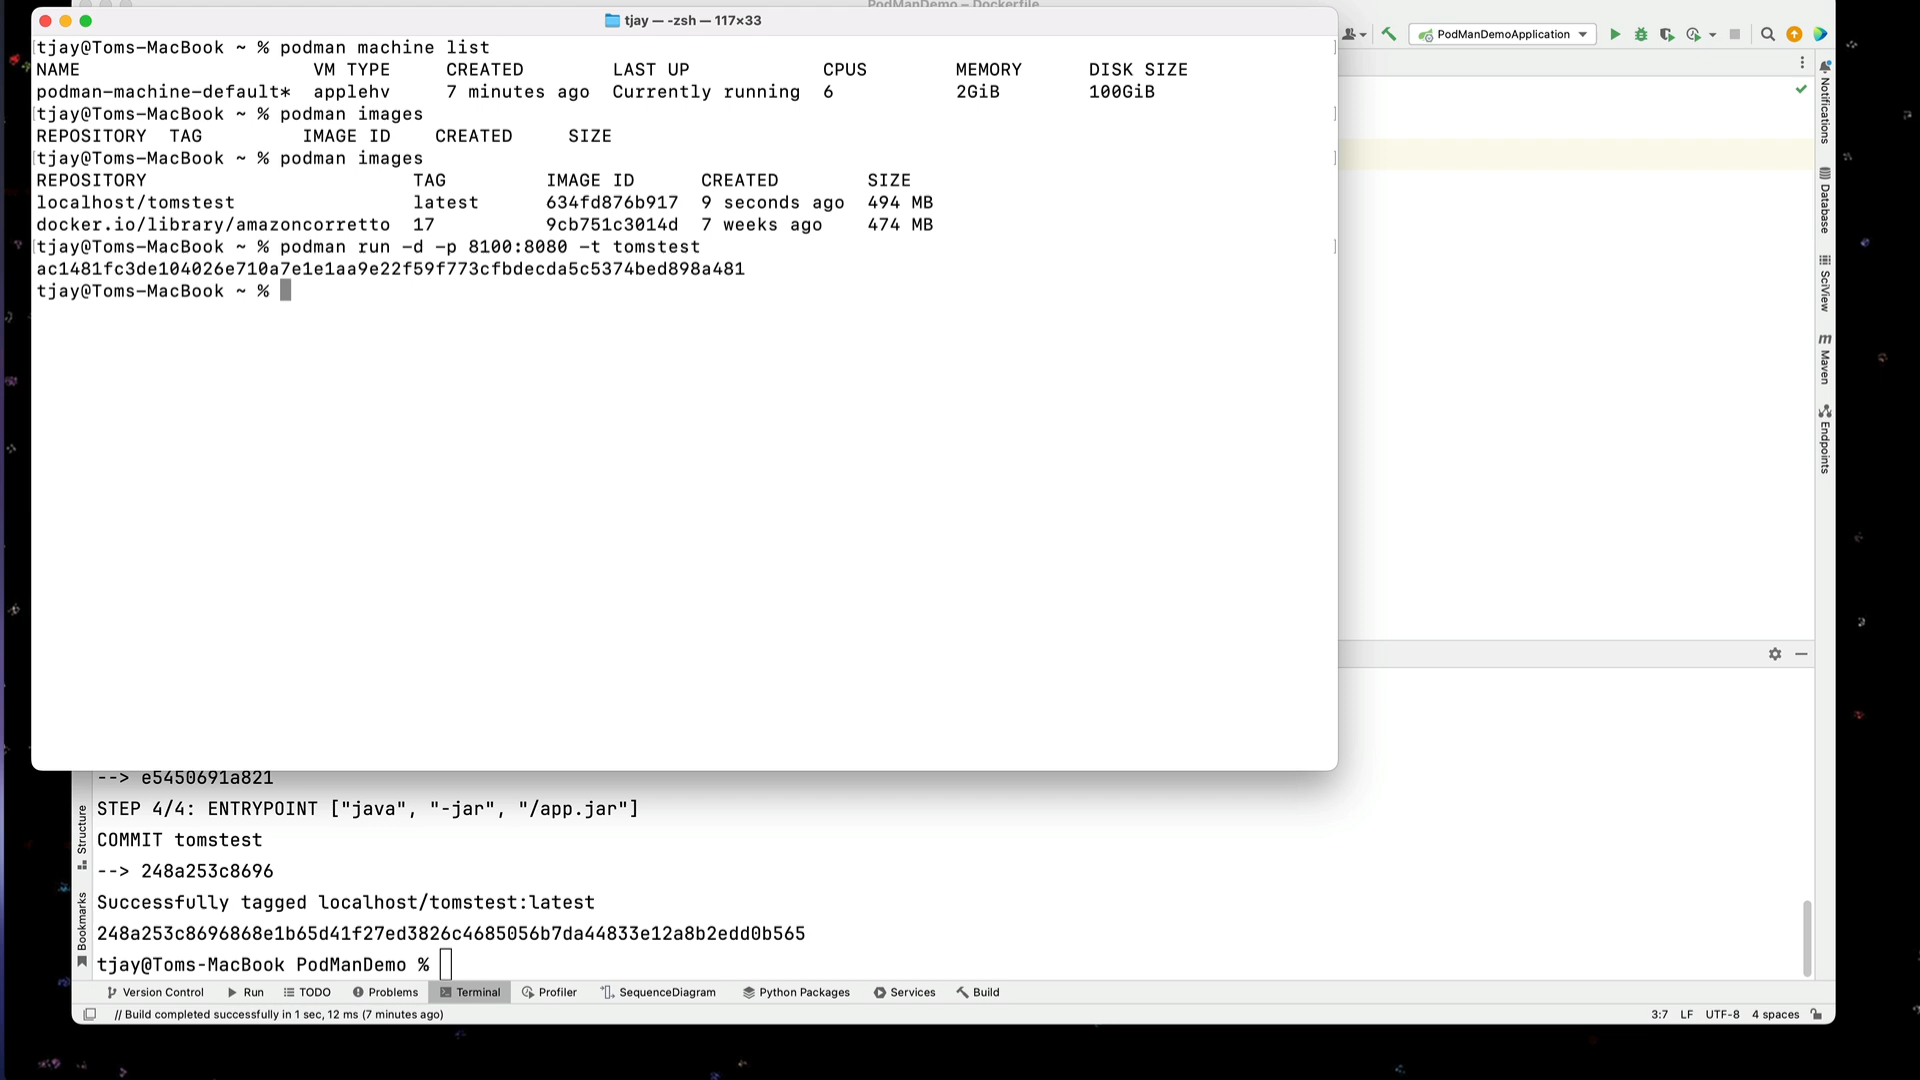 PodManDemo – Dockerfile
tjay — -zsh — 117×33
tjay@Toms-MacBook ~ % podman machine list
NAME VM TYPE CREATED LAST UP CPUS MEMORY DISK SIZE
podman-machine-default* applehv 7 minutes ago Currently running 6 2GiB 100GiB
tjay@Toms-MacBook ~ % podman images
REPOSITORY TAG IMAGE ID CREATED SIZE
tjay@Toms-MacBook ~ % podman images
REPOSITORY TAG IMAGE ID CREATED SIZE
localhost/tomstest latest 634fd876b917 9 seconds ago 494 MB
docker.io/library/amazoncorretto 17 9cb751c3014d 7 weeks ago 474 MB
tjay@Toms-MacBook ~ % podman run -d -p 8100:8080 -t tomstest
ac1481fc3de104026e710a7e1e1aa9e22f59f773cfbdecda5c5374bed898a481
tjay@Toms-MacBook ~ %
PodManDemoApplication
Notifications
Database
SciView
m Maven
Endpoints
Structure
Bookmarks
--> e5450691a821
STEP 4/4: ENTRYPOINT ["java", "-jar", "/app.jar"]
COMMIT tomstest
--> 248a253c8696
Successfully tagged localhost/tomstest:latest
248a253c8696868e1b65d41f27ed3826c4685056b7da44833e12a8b2edd0b565
tjay@Toms-MacBook PodManDemo %
Version Control Run TODO Problems Terminal Profiler SequenceDiagram Python Packages Services Build
// Build completed successfully in 1 sec, 12 ms (7 minutes ago) 3:7 LF UTF-8 4 spaces